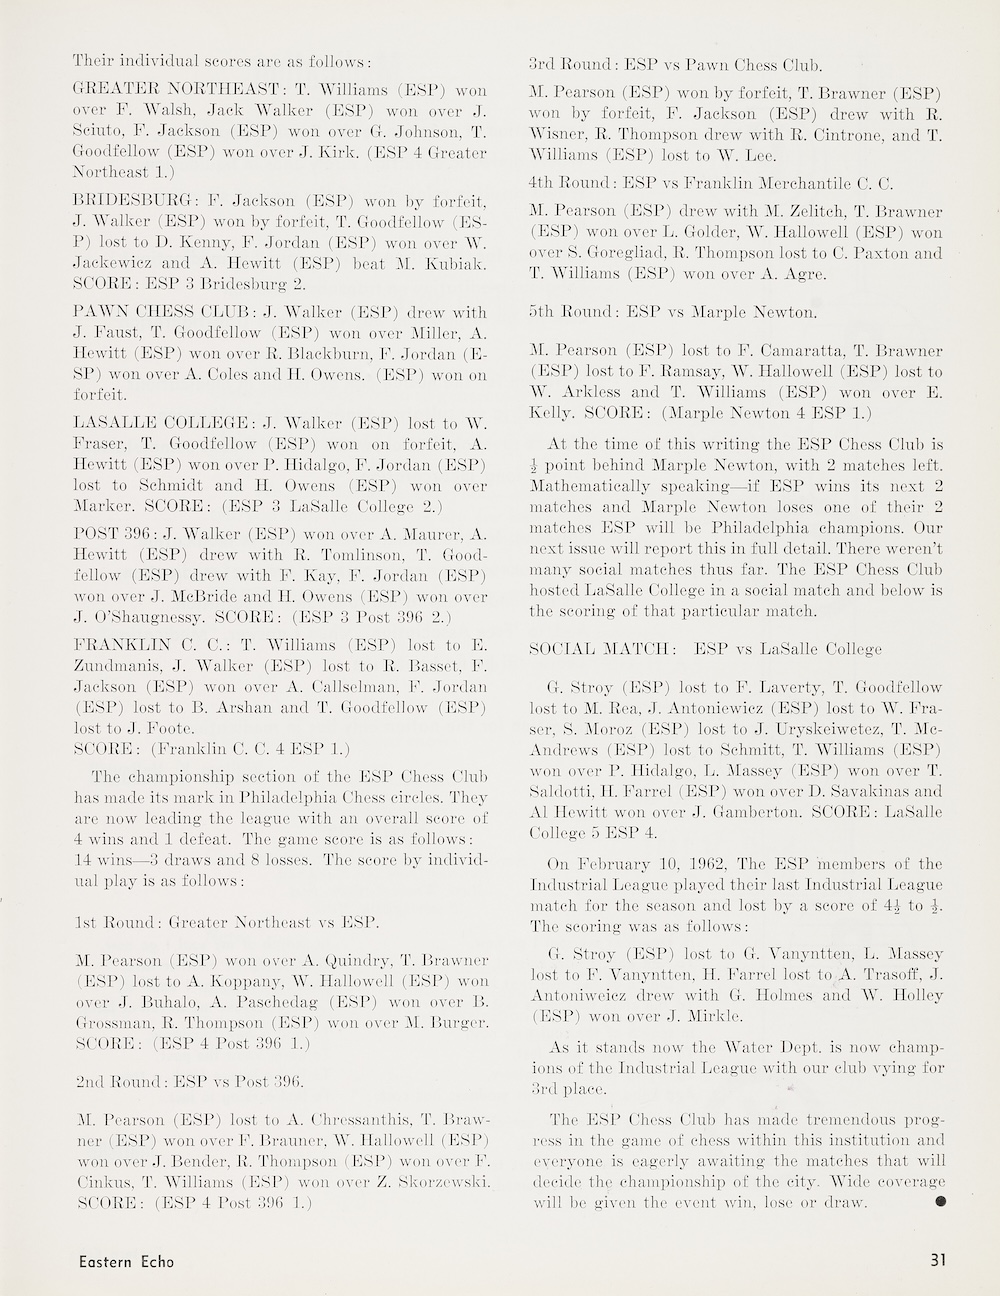 Their individual scores are as follows:
GREATER NORTHEAST: T. Williams (ESP) won
over F. Walsh, Jack Walker (ESP) won over J.
Sciuto, F. Jackson (ESP) won over G. Johnson, T.
Goodfellow (ESP) won over J. Kirk. (ESP 4 Greater
Northeast 1.)
BRIDESBURG: F. Jackson (ESP) won by forfeit,
J. Walker (ESP) won by forfeit, T. Goodfellow (ES-
P) lost to D. Kenny, F. Jordan (ESP) won over W.
Jackewicz and A. Hewitt (ESP) beat M. Kubiak.
SCORE: ESP 3 Bridesburg 2.
PAWN CHESS CLUB: J. Walker (ESP) drew with
J. Faust, T. Goodfellow (ESP) won over Miller, A.
Hewitt (ESP) won over R. Blackburn, F. Jordan (E-
SP) won over A. Coles and H. Owens. (ESP) won on
forfeit.
LASALLE COLLEGE: J. Walker (ESP) lost to W.
Fraser, T. Goodfellow (ESP) won on forfeit, A.
Hewitt (ESP) won over P. Hidalgo, F. Jordan (ESP)
lost to Schmidt and H. Owens (ESP) won over
Marker. SCORE: (ESP 3 LaSalle College 2.)
POST 396: J. Walker (ESP) won over A. Maurer, A.
Hewitt (ESP) drew with R. Tomlinson, T. Good-
fellow (ESP) drew with F. Kay, F. Jordan (ESP)
won over J. McBride and H. Owens (ESP) won over
J. O'Shaugnessy. SCORE: (ESP 3 Post 396 2.)
FRANKLIN C. C.: T. Williams (ESP) lost to E.
Zundmanis, J. Walker (ESP) lost to R. Basset, F.
Jackson (ESP) won over A. Callselman, F. Jordan
(ESP) lost to B. Arshan and T. Goodfellow (ESP)
lost to J. Foote.
SCORE: (Franklin C. C. 4 ESP 1.)
The championship section of the ESP Chess Club
has made its mark in Philadelphia Chess circles. They
are now leading the league with an overall score of
4 wins and 1 defeat. The game score is as follows:
14 wins—3 draws and 8 losses. The score by individ-
ual play is as follows:
1st Round: Greater Northeast vs ESP.
M. Pearson (ESP) won over A. Quindry, T. Brawner
(ESP) lost to A. Koppany, W. Hallowell (ESP) won
over J. Buhalo, A. Paschedag (ESP) won over B.
Grossman, R. Thompson (ESP) won over M. Burger.
SCORE: (ESP 4 Post 396 1.)
2nd Round: ESP vs Post 396.
M. Pearson (ESP) lost to A. Chressanthis, T. Braw-
ner (ESP) won over F. Brauner, W. Hallowell (ESP)
won over J. Bender, R. Thompson (ESP) won over F.
Cinkus, T. Williams (ESP) won over Z. Skorzewski.
SCORE: (ESP 4 Post 396 1.)
3rd Round: ESP vs Pawn Chess Club.
M. Pearson (ESP) won by forfeit, T. Brawner (ESP)
won by forfeit, F. Jackson (ESP) drew with R.
Wisner, R. Thompson drew with R. Cintrone, and T.
Williams (ESP) lost to W. Lee.
4th Round: ESP vs Franklin Merchantile C. C.
M. Pearson (ESP) drew with M. Zelitch, T. Brawner
(ESP) won over L. Golder, W. Hallowell (ESP) won
over S. Goregliad, R. Thompson lost to C. Paxton and
T. Williams (ESP) won over A. Agre.
5th Round: ESP vs Marple Newton.
M. Pearson (ESP) lost to F. Camaratta, T. Brawner
(ESP) lost to F. Ramsay, W. Hallowell (ESP) lost to
W. Arkless and T. Williams (ESP) won over E.
Kelly. SCORE: (Marple Newton 4 ESP 1.)
At the time of this writing the ESP Chess Club is
½ point behind Marple Newton, with 2 matches left.
Mathematically speaking—if ESP wins its next 2
matches and Marple Newton loses one of their 2
matches ESP will be Philadelphia champions. Our
next issue will report this in full detail. There weren't
many social matches thus far. The ESP Chess Club
hosted LaSalle College in a social match and below is
the scoring of that particular match.
SOCIAL MATCH: ESP vs LaSalle College
G. Stroy (ESP) lost to F. Laverty, T. Goodfellow
lost to M. Rea, J. Antoniewicz (ESP) lost to W. Fra-
ser, S. Moroz (ESP) lost to J. Uryskeiwetez, T. Mc-
Andrews (ESP) lost to Schmitt, T. Williams (ESP)
won over P. Hidalgo, L. Massey (ESP) won over T.
Saldotti, H. Farrel (ESP) won over D. Savakinas and
Al Hewitt won over J. Gamberton. SCORE: LaSalle
College 5 ESP 4.
On February 10, 1962, The ESP members of the
Industrial League played their last Industrial League
match for the season and lost by a score of 4½ to ½.
The scoring was as follows:
G. Stroy (ESP) lost to G. Vanyntten, L. Massey
lost to F. Vanyntten, H. Farrel lost to A. Trasoff, J.
Antoniweicz drew with G. Holmes and W. Holley
(ESP) won over J. Mirkle.
As it stands now the Water Dept. is now champ-
ions of the Industrial League with our club vying for
3rd place.
The ESP Chess Club has made tremendous prog-
ress in the game of chess within this institution and
everyone is eagerly awaiting the matches that will
decide the championship of the city. Wide coverage
will be given the event win, lose or draw.
Eastern Echo
31